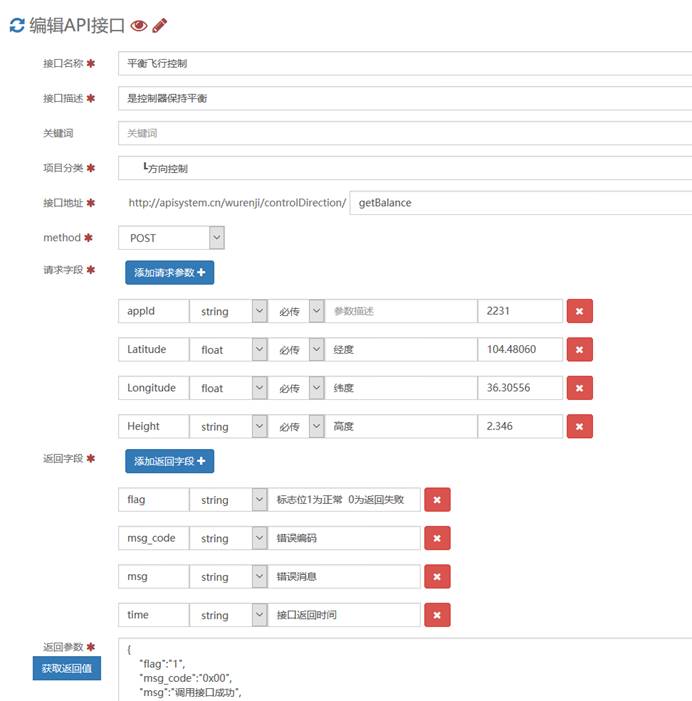 编辑API接口
接口名称 ✱ 平衡飞行控制
接口描述 ✱ 是控制器保持平衡
关键词 关键词
项目分类 ✱ └方向控制
接口地址 ✱ http://apisystem.cn/wurenji/controlDirection/ getBalance
method ✱ POST
请求字段 ✱ 添加请求参数 +
appId string 必传 参数描述 2231
Latitude float 必传 经度 104.48060
Longitude float 必传 纬度 36.30556
Height string 必传 高度 2.346
返回字段 ✱ 添加返回字段 +
flag string 标志位1为正常 0为返回失败
msg_code string 错误编码
msg string 错误消息
time string 接口返回时间
返回参数 ✱ {
获取返回值 "flag":"1",
"msg_code":"0x00",
"msg":"调用接口成功",